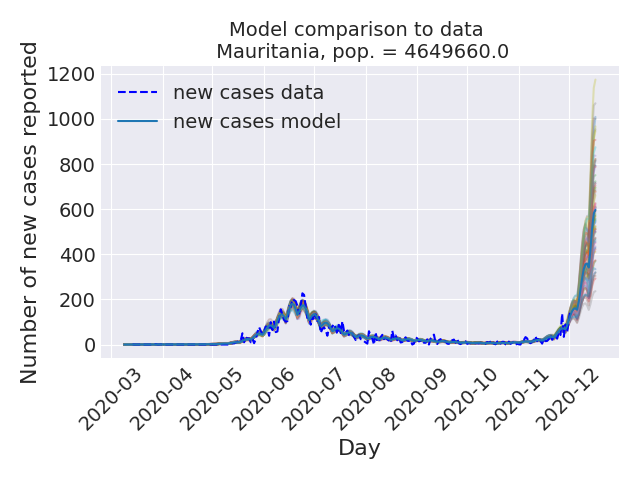 Model comparison to data
Mauritania, pop. = 4649660.0
Number of new cases reported
1200
1000
800
600
400
200
0
new cases data
new cases model
2020-03
2020-04
2020-05
2020-06
2020-07
2020-08
2020-09
2020-10
2020-11
2020-12
Day